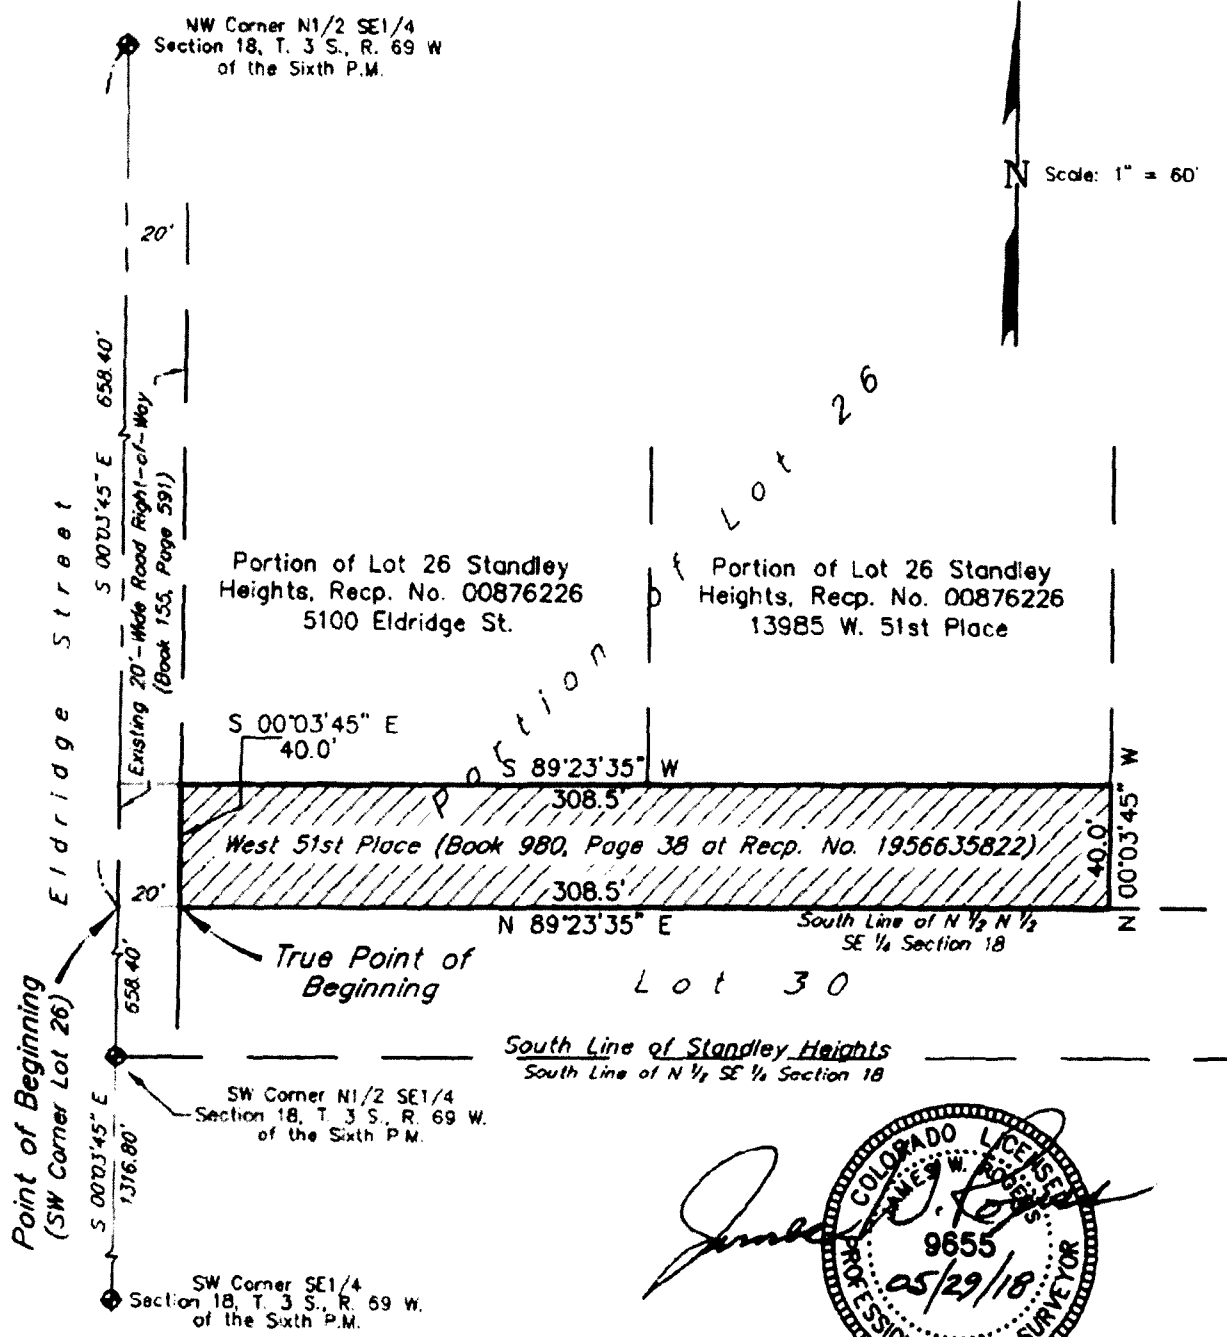 NW Corner N1/2 SE1/4
Section 18, T. 3 S., R. 69 W
of the Sixth P.M.
N Scale: 1" = 60'
20'
S 00°03'45" E 658.40'
Existing 20'-Wide Road Right-of-Way
(Book 155, Page 591)
Eldridge Street
Portion of Lot 26
Portion of Lot 26 Standley
Heights, Recp. No. 00876226
5100 Eldridge St.
Portion of Lot 26 Standley
Heights, Recp. No. 00876226
13985 W. 51st Place
S 00°03'45" E
40.0'
S 89°23'35" W
308.5'
West 51st Place (Book 980, Page 38 at Recp. No. 1956635822)
40.0'
N 00°03'45" W
308.5'
N 89°23'35" E
20'
South Line of N ½ N ½
SE ¼ Section 18
True Point of
Beginning
Lot 30
658.40'
Point of Beginning
(SW Corner Lot 26)
South Line of Standley Heights
South Line of N ½ SE ¼ Section 18
SW Corner N1/2 SE1/4
Section 18, T. 3 S., R. 69 W.
of the Sixth P.M.
S 00°03'45" E
1316.80'
SW Corner SE1/4
Section 18, T. 3 S., R. 69 W.
of the Sixth P.M.
COLORADO LICENSED
JAMES W. ROGERS
9655
05/29/18
SURVEYOR